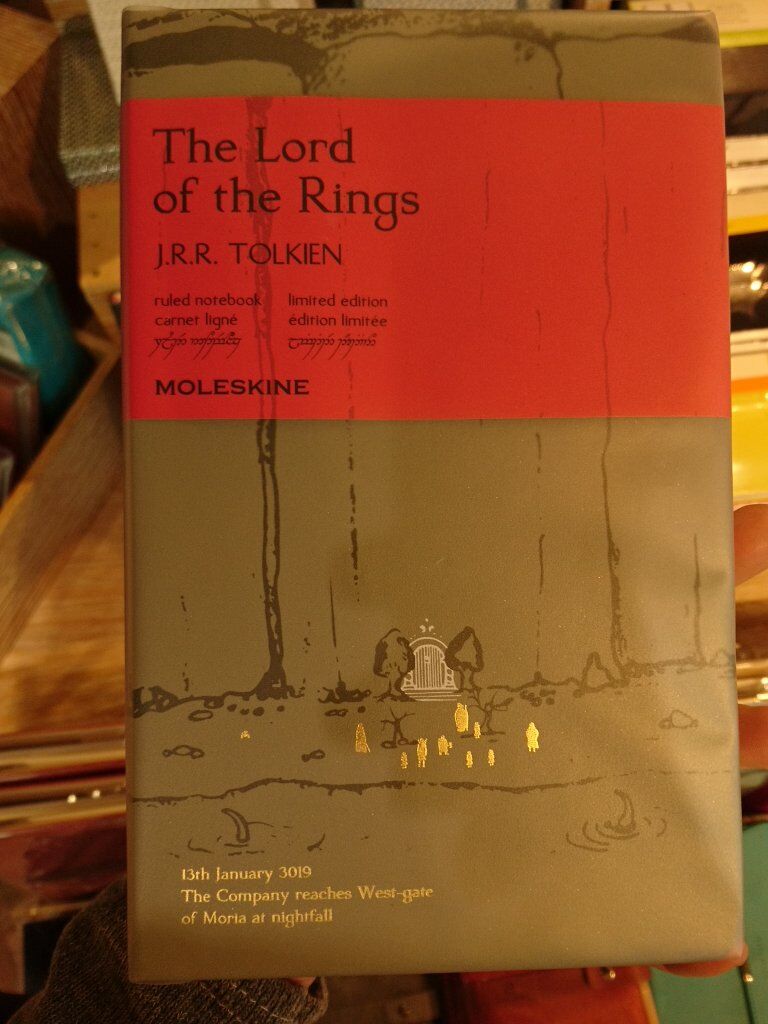 The Lord
of the Rings
J.R.R. TOLKIEN
ruled notebook
carnet ligné
limited edition
édition limitée
MOLESKINE
13th January 3019
The Company reaches West-gate
of Moria at nightfall